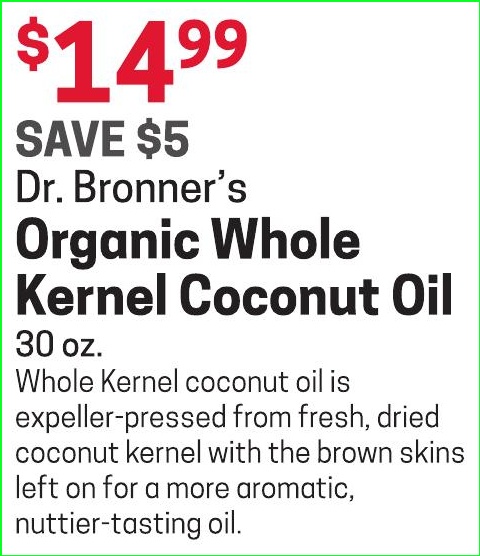 $14.99
SAVE $5
Dr. Bronner's
Organic Whole
Kernel Coconut Oil
30 oz.
Whole Kernel coconut oil is
expeller-pressed from fresh, dried
coconut kernel with the brown skins
left on for a more aromatic,
nuttier-tasting oil.